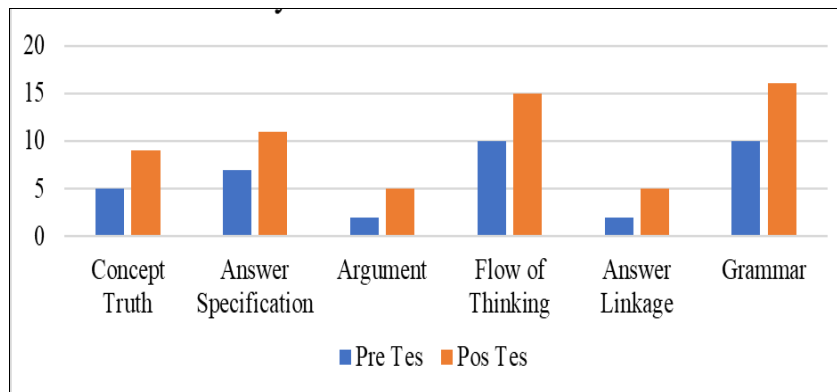 20
15
10
5
0
Concept Truth
Answer Specification
Argument
Flow of Thinking
Answer Linkage
Grammar
Pre Tes
Pos Tes